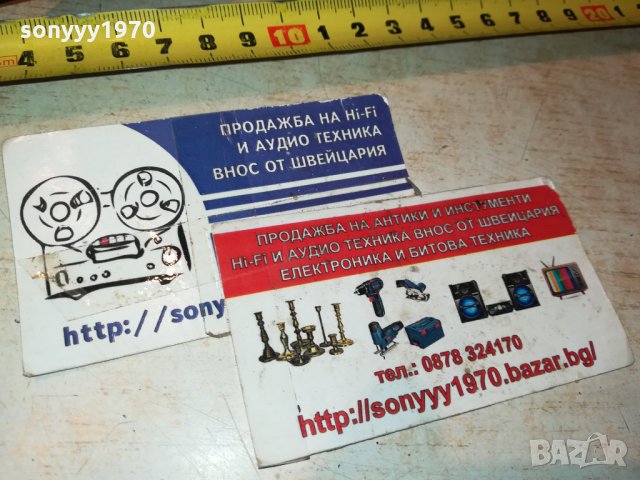 sonyyy1970
4 5 6 7 8 9 10 1 2 3 4 5 6 7 8 9 20 1
ПРОДАЖБА НА Hi-Fi
И АУДИО ТЕХНИКА
ВНОС ОТ ШВЕЙЦАРИЯ
http://sony
ПРОДАЖБА НА АНТИКИ И ИНСТРУМЕНТИ
Hi-Fi И АУДИО ТЕХНИКА ВНОС ОТ ШВЕЙЦАРИЯ
ЕЛЕКТРОНИКА И БИТОВА ТЕХНИКА
тел.: 0878 324170
http://sonyyy1970.bazar.bg/
BAZAR
sonyyy1970